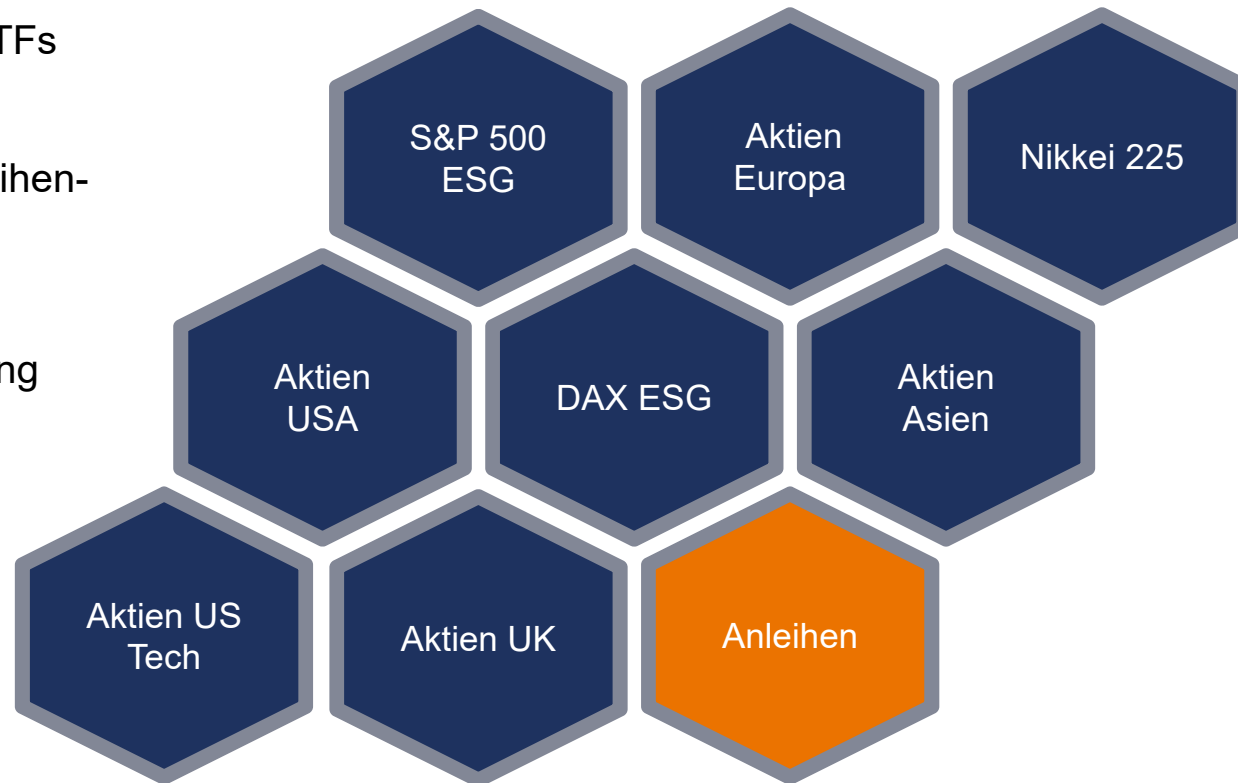 TFs
ihen-
ng
S&P 500
ESG
Aktien
Europa
Nikkei 225
Aktien
USA
DAX ESG
Aktien
Asien
Aktien US
Tech
Aktien UK
Anleihen